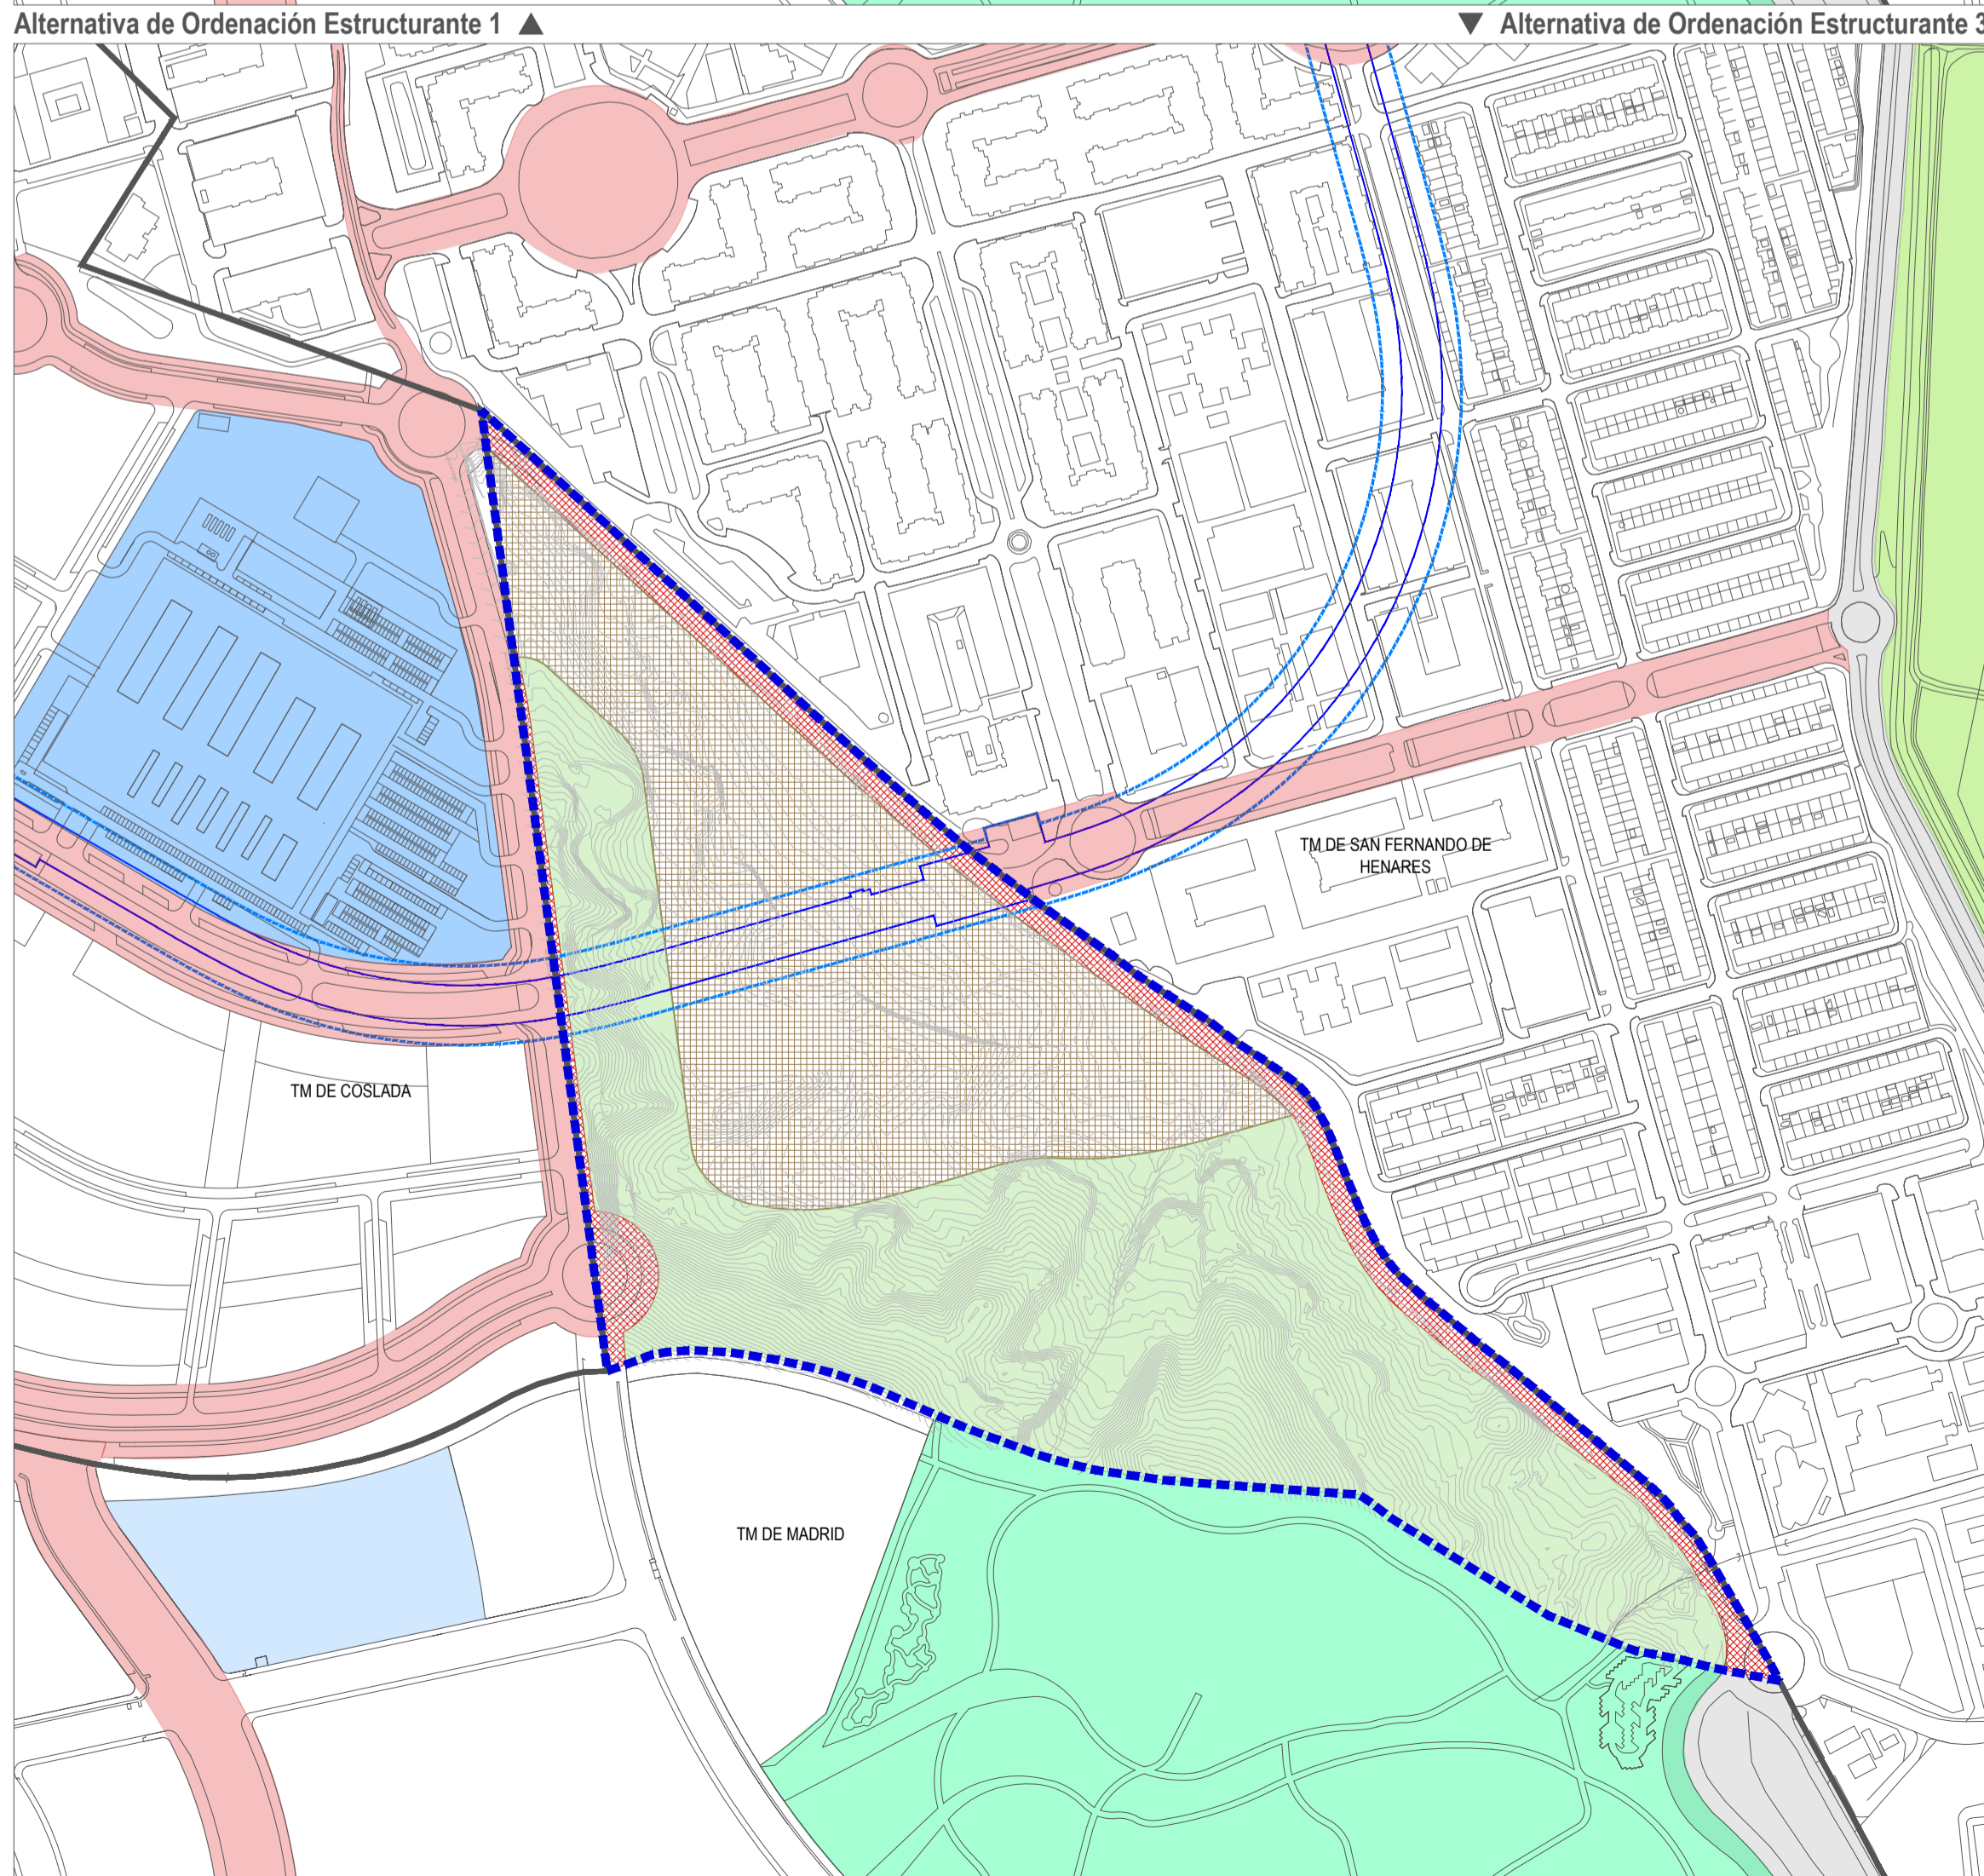 Alternativa de Ordenación Estructurante 1 ▲
▼ Alternativa de Ordenación Estructurante 3
TM DE SAN FERNANDO DE
HENARES
TM DE COSLADA
TM DE MADRID